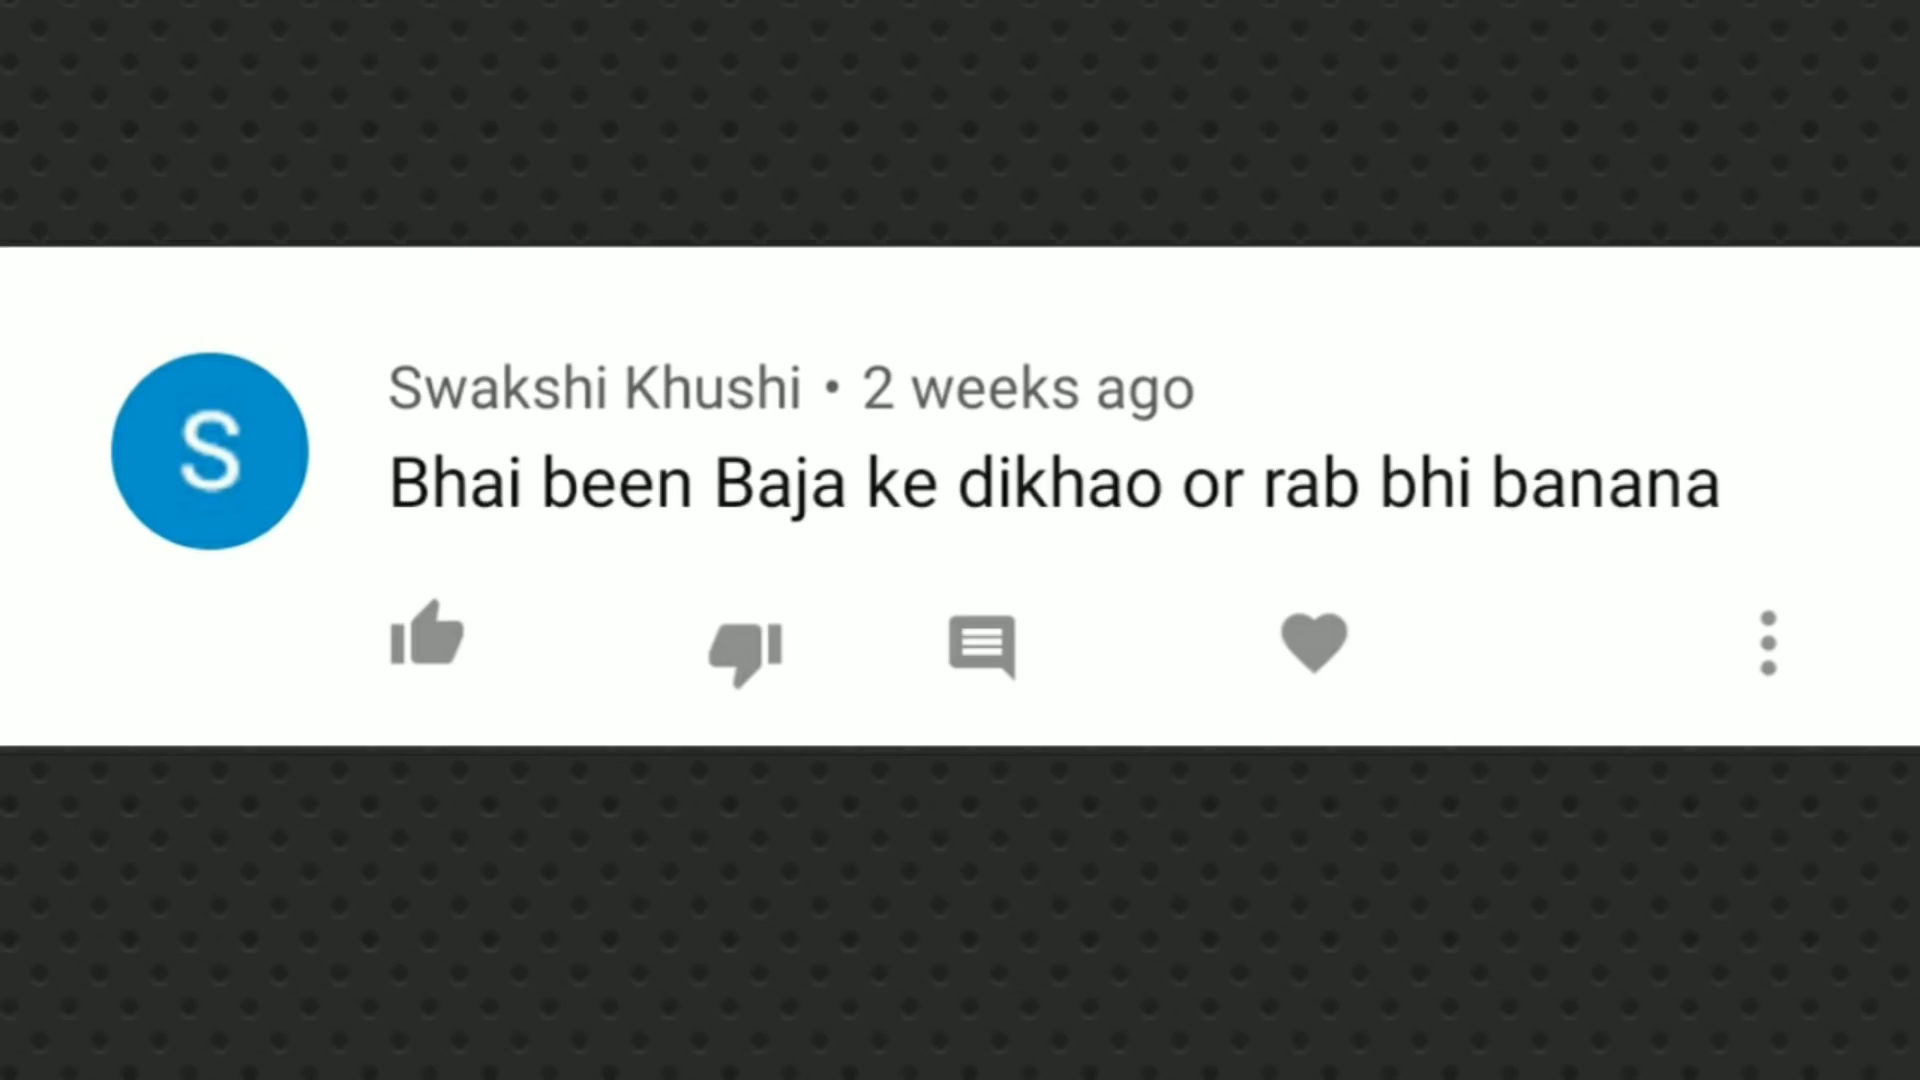 S
Swakshi Khushi • 2 weeks ago
Bhai been Baja ke dikhao or rab bhi banana